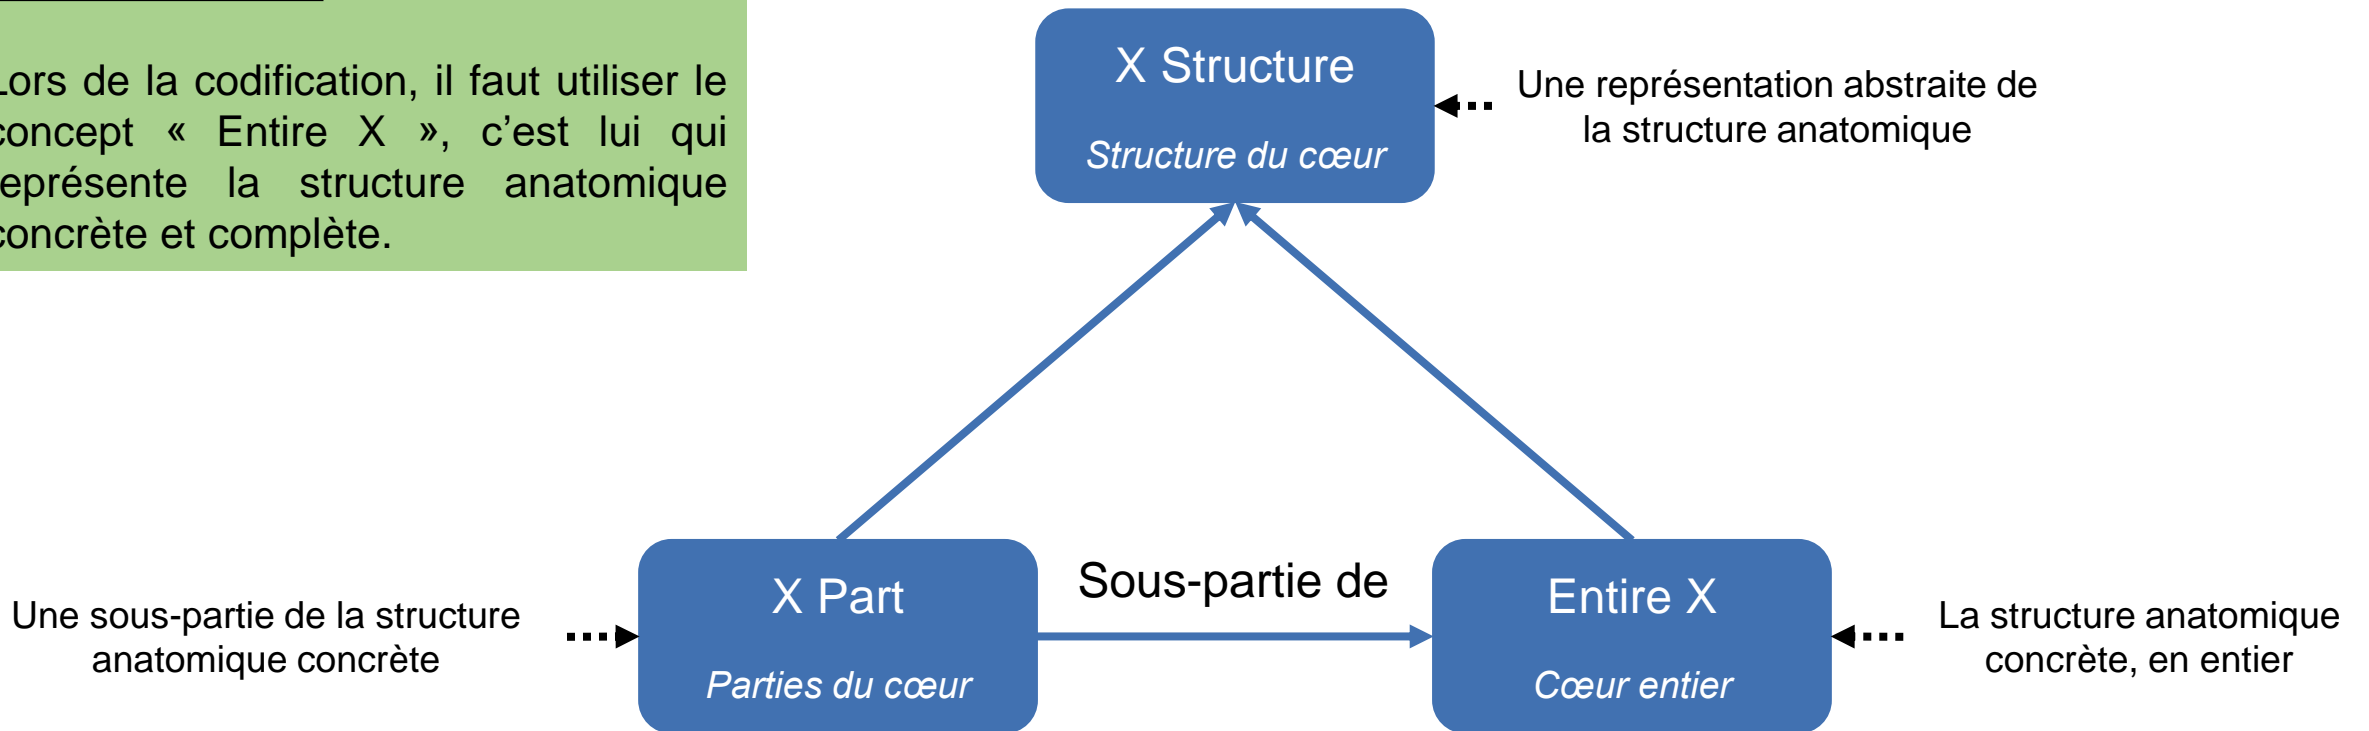 Lors de la codification, il faut utiliser le
concept « Entire X », c’est lui qui
représente la structure anatomique
concrète et complète.
X Structure
Structure du cœur
Une représentation abstraite de
la structure anatomique
Une sous-partie de la structure
anatomique concrète
X Part
Parties du cœur
Sous-partie de
Entire X
Cœur entier
La structure anatomique
concrète, en entier